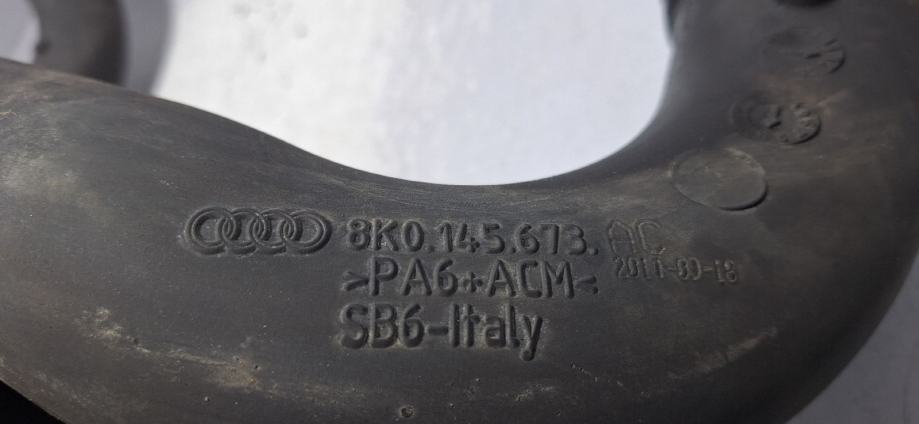 8K0.145.673.AC
>PA6+ACM<
SB6-Italy